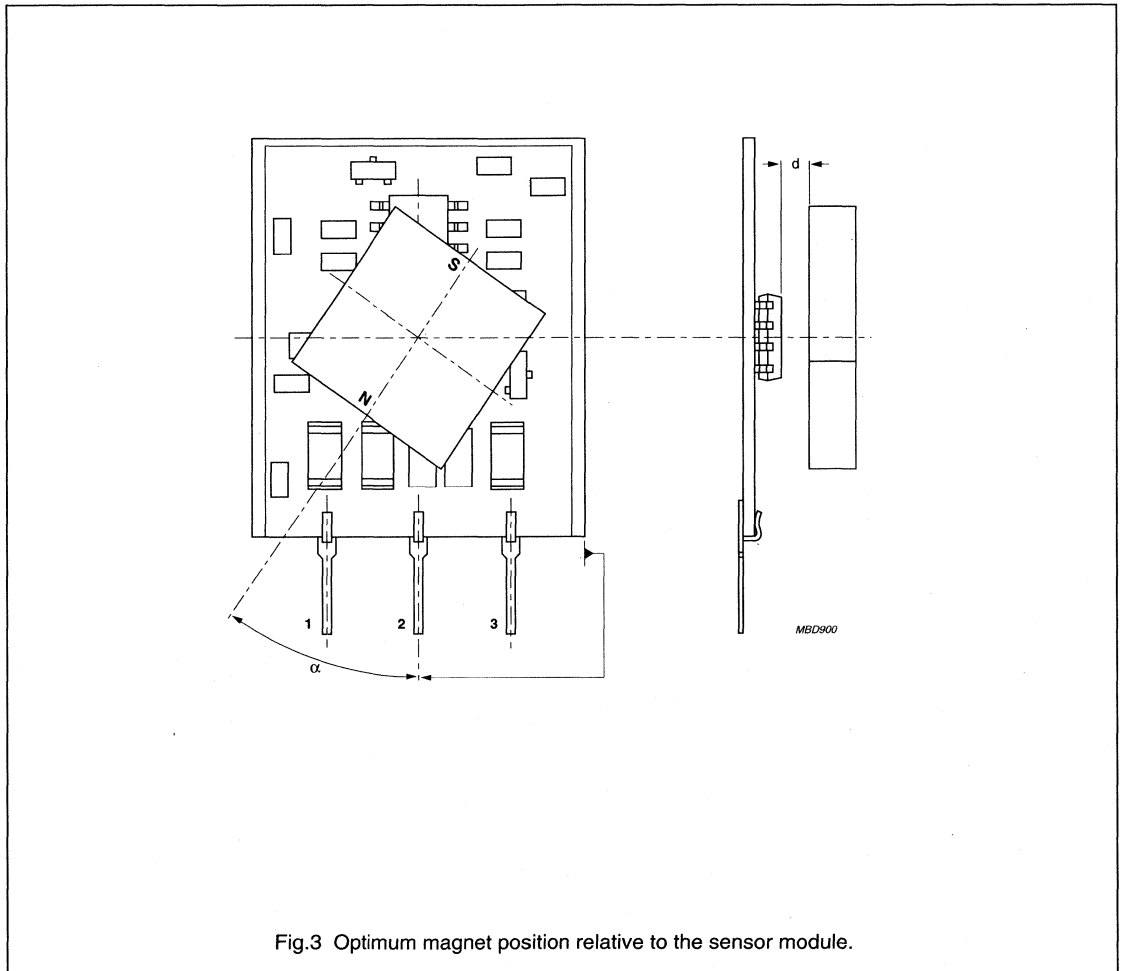 d
S
N
1
2
3
α
MBD900
Fig.3 Optimum magnet position relative to the sensor module.